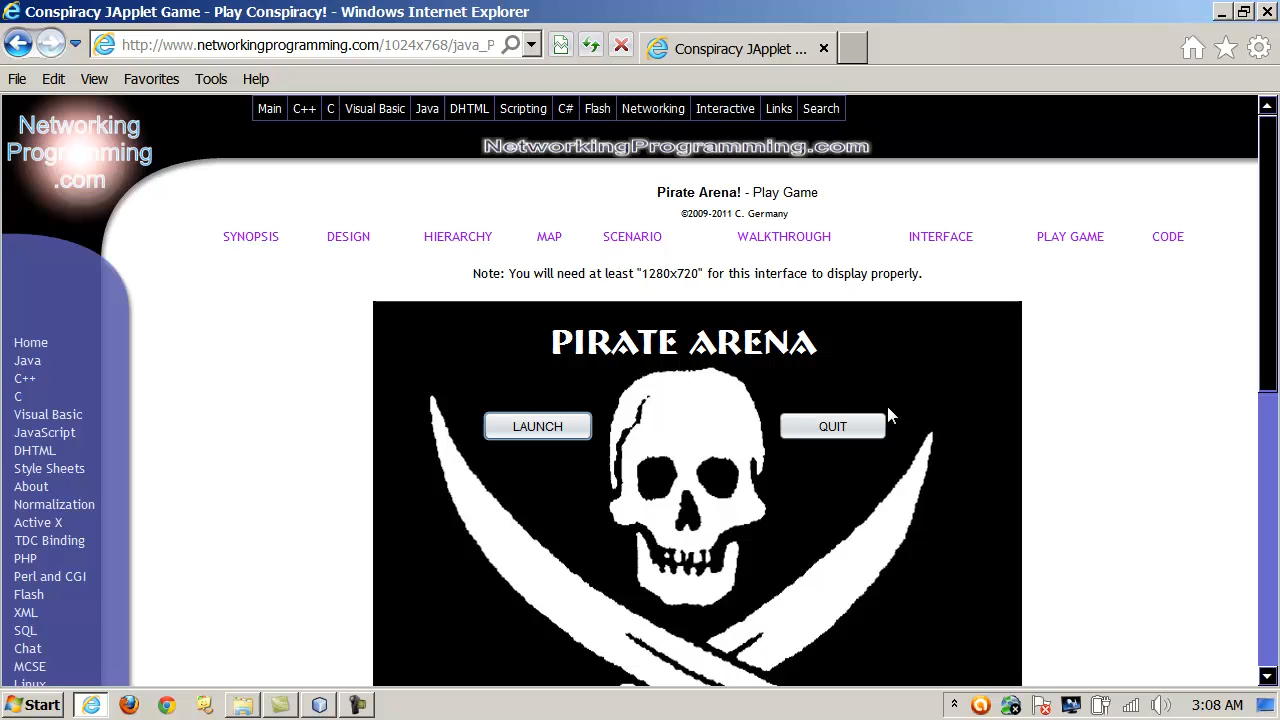 Conspiracy JApplet Game - Play Conspiracy! - Windows Internet Explorer
http://www.networkingprogramming.com/1024x768/java_P
Conspiracy JApplet ...
File Edit View Favorites Tools Help
Main C++ C Visual Basic Java DHTML Scripting C# Flash Networking Interactive Links Search
Networking
Programming
.com
NetworkingProgramming.com
Pirate Arena! - Play Game
©2009-2011 C. Germany
SYNOPSIS DESIGN HIERARCHY MAP SCENARIO WALKTHROUGH INTERFACE PLAY GAME CODE
Note: You will need at least "1280x720" for this interface to display properly.
PIRATE ARENA
LAUNCH QUIT
Home
Java
C++
C
Visual Basic
JavaScript
DHTML
Style Sheets
About
Normalization
Active X
TDC Binding
PHP
Perl and CGI
Flash
XML
SQL
Chat
MCSE
Linux
Start
3:08 AM